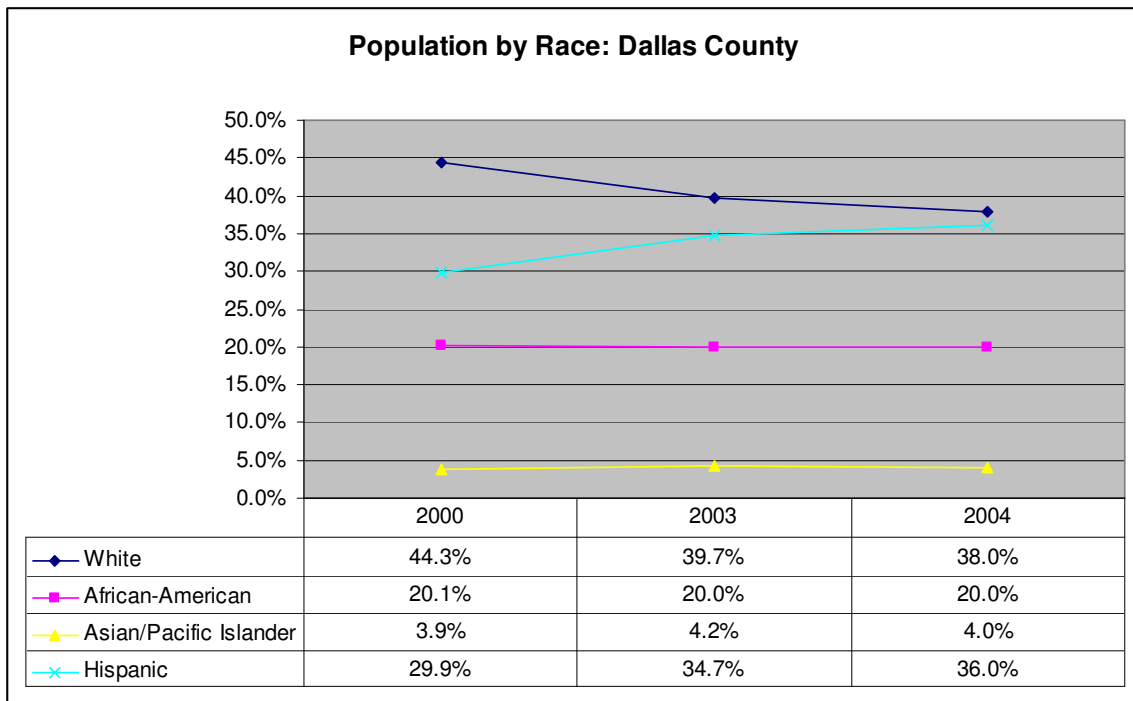 Population by Race: Dallas County
50.0%
45.0%
40.0%
35.0%
30.0%
25.0%
20.0%
15.0%
10.0%
5.0%
0.0%
2000 2003 2004
White 44.3% 39.7% 38.0%
African-American 20.1% 20.0% 20.0%
Asian/Pacific Islander 3.9% 4.2% 4.0%
Hispanic 29.9% 34.7% 36.0%